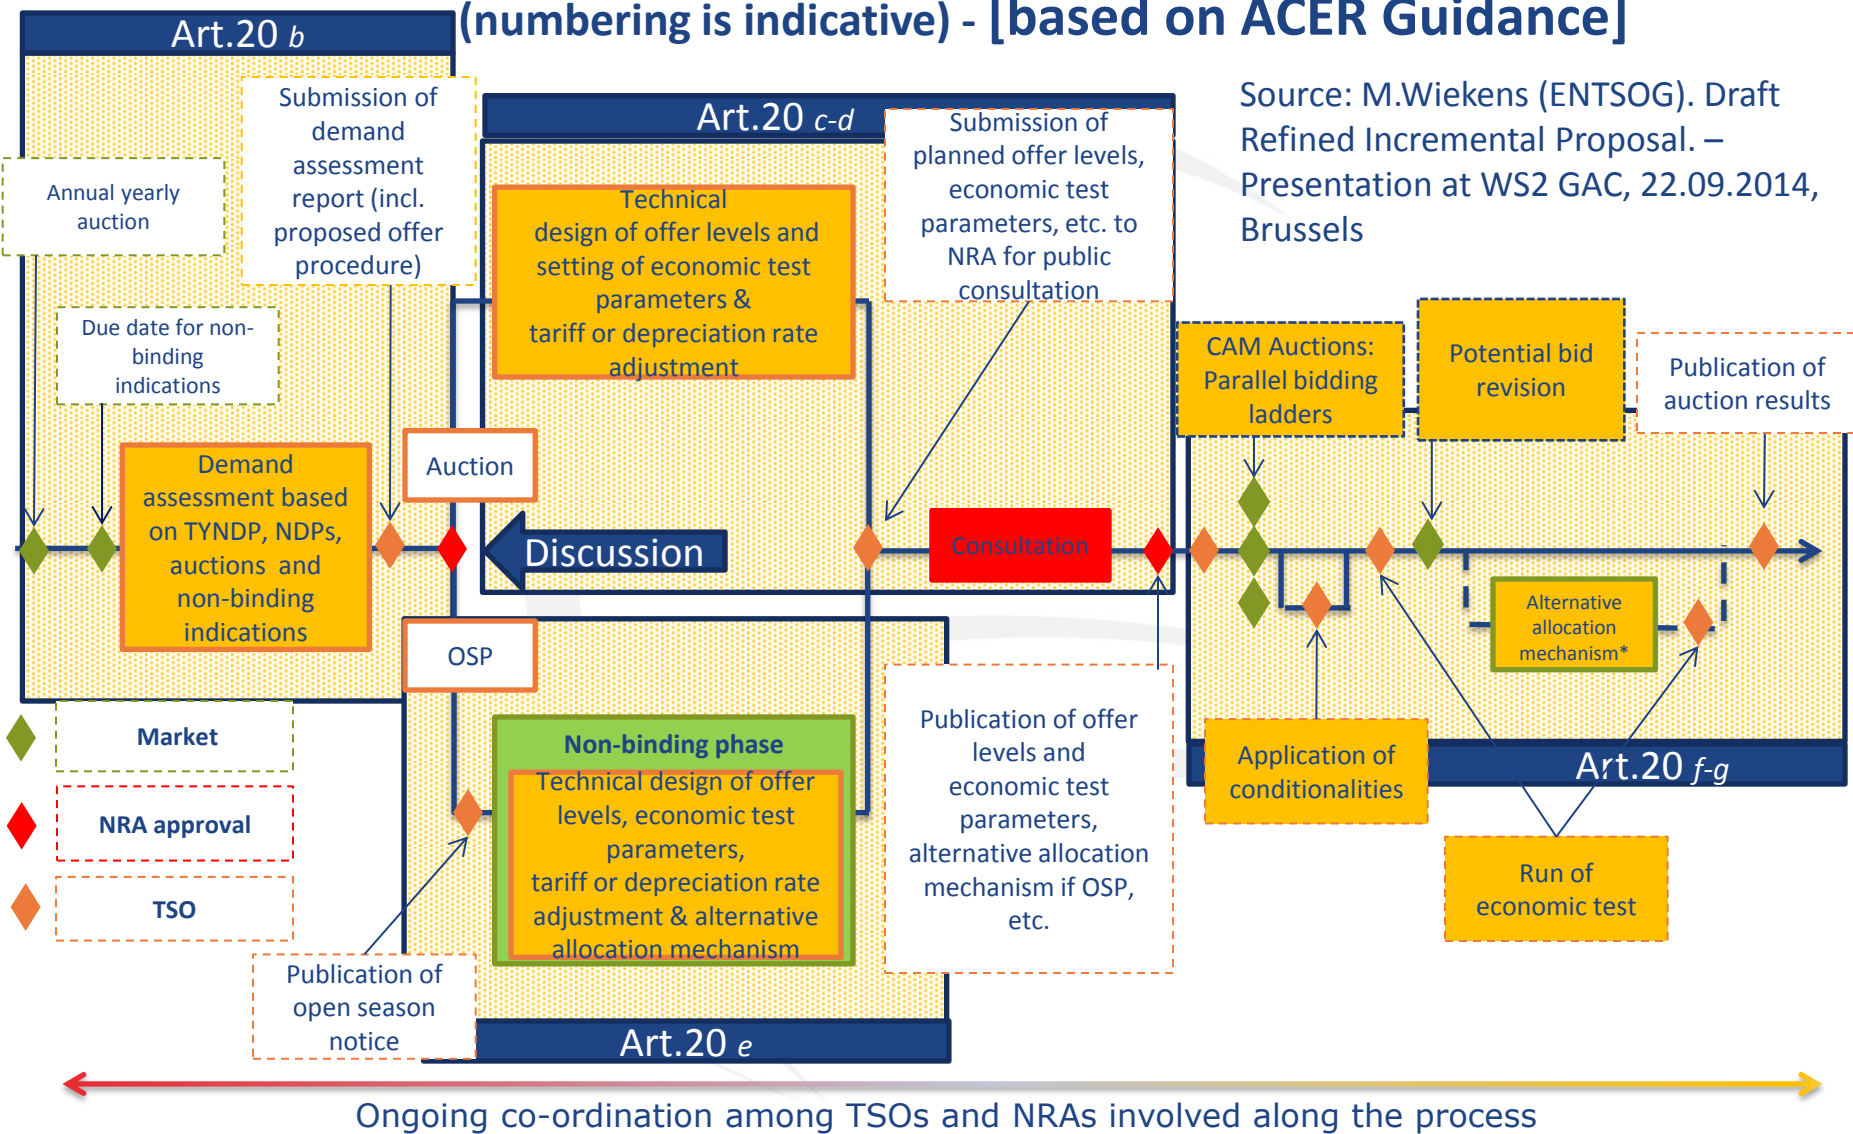 (numbering is indicative) - [based on ACER Guidance]
Art.20 b
Source: M.Wiekens (ENTSOG). Draft
Refined Incremental Proposal. –
Presentation at WS2 GAC, 22.09.2014,
Brussels
Submission of
demand
assessment
report (incl.
proposed offer
procedure)
Annual yearly
auction
Due date for non-
binding
indications
Demand
assessment based
on TYNDP, NDPs,
auctions and
non-binding
indications
Auction
OSP
Art.20 c-d
Technical
design of offer levels and
setting of economic test
parameters &
tariff or depreciation rate
adjustment
Submission of
planned offer levels,
economic test
parameters, etc. to
NRA for public
consultation
Discussion
Consultation
CAM Auctions:
Parallel bidding
ladders
Potential bid
revision
Publication of
auction results
Alternative
allocation
mechanism*
Market
NRA approval
TSO
Non-binding phase
Technical design of offer
levels, economic test
parameters,
tariff or depreciation rate
adjustment & alternative
allocation mechanism
Publication of
open season
notice
Art.20 e
Publication of offer
levels and
economic test
parameters,
alternative allocation
mechanism if OSP,
etc.
Application of
conditionalities
Art.20 f-g
Run of
economic test
Ongoing co-ordination among TSOs and NRAs involved along the process